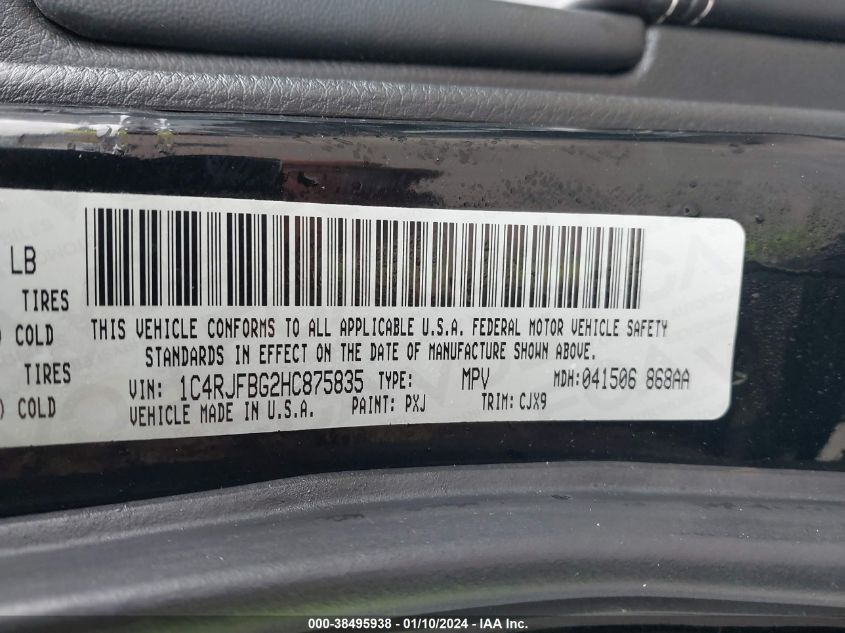 LB
TIRES
COLD
TIRES
COLD
THIS VEHICLE CONFORMS TO ALL APPLICABLE U.S.A. FEDERAL MOTOR VEHICLE SAFETY
STANDARDS IN EFFECT ON THE DATE OF MANUFACTURE SHOWN ABOVE.
VIN: 1C4RJFBG2HC875835 TYPE: MPV MDH: 041506 868AA
VEHICLE MADE IN U.S.A. PAINT: PXJ TRIM: CJX9
000-38495938 - 01/10/2024 - IAA Inc.